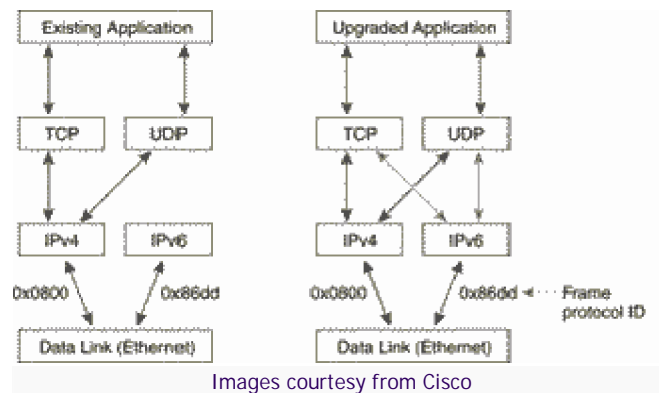 Existing Application
Upgraded Application
TCP
UDP
TCP
UDP
IPv4
IPv6
IPv4
IPv6
0x0800
0x86dd
0x0800
0x86dd
Frame
protocol ID
Data Link (Ethernet)
Data Link (Ethernet)
Images courtesy from Cisco